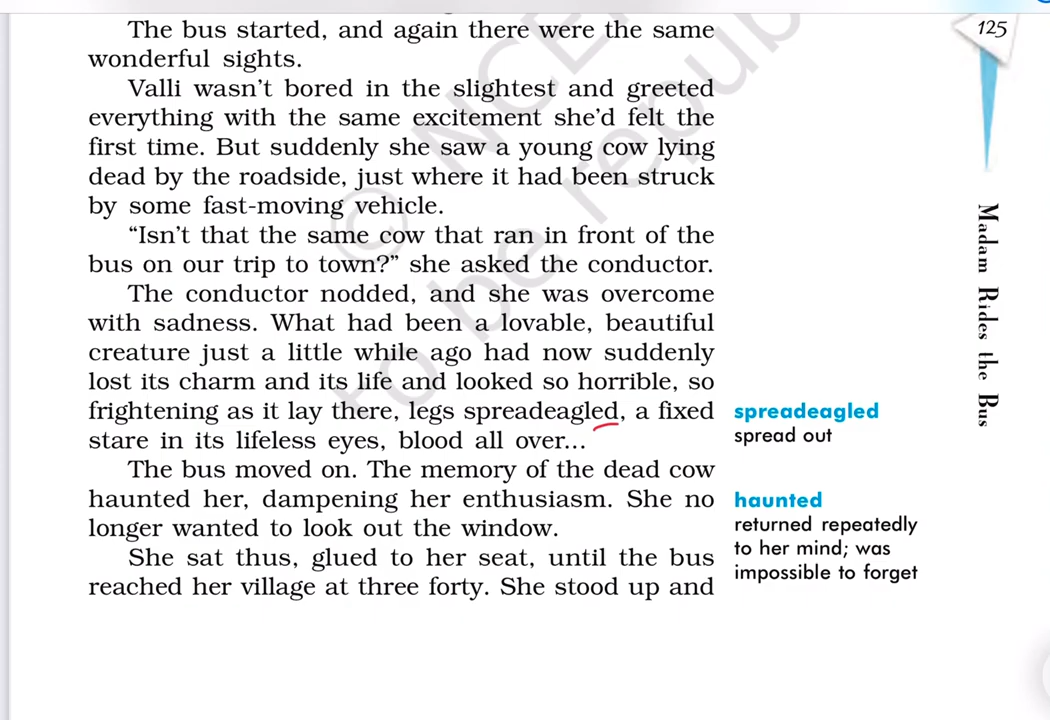 The bus started, and again there were the same
wonderful sights.
Valli wasn't bored in the slightest and greeted
everything with the same excitement she'd felt the
first time. But suddenly she saw a young cow lying
dead by the roadside, just where it had been struck
by some fast-moving vehicle.
“Isn't that the same cow that ran in front of the
bus on our trip to town?” she asked the conductor.
The conductor nodded, and she was overcome
with sadness. What had been a lovable, beautiful
creature just a little while ago had now suddenly
lost its charm and its life and looked so horrible, so
frightening as it lay there, legs spreadeagled, a fixed
stare in its lifeless eyes, blood all over...
The bus moved on. The memory of the dead cow
haunted her, dampening her enthusiasm. She no
longer wanted to look out the window.
She sat thus, glued to her seat, until the bus
reached her village at three forty. She stood up and
spreadeagled
spread out
haunted
returned repeatedly
to her mind; was
impossible to forget
125
Madam Rides the Bus
© NCE
to be repub